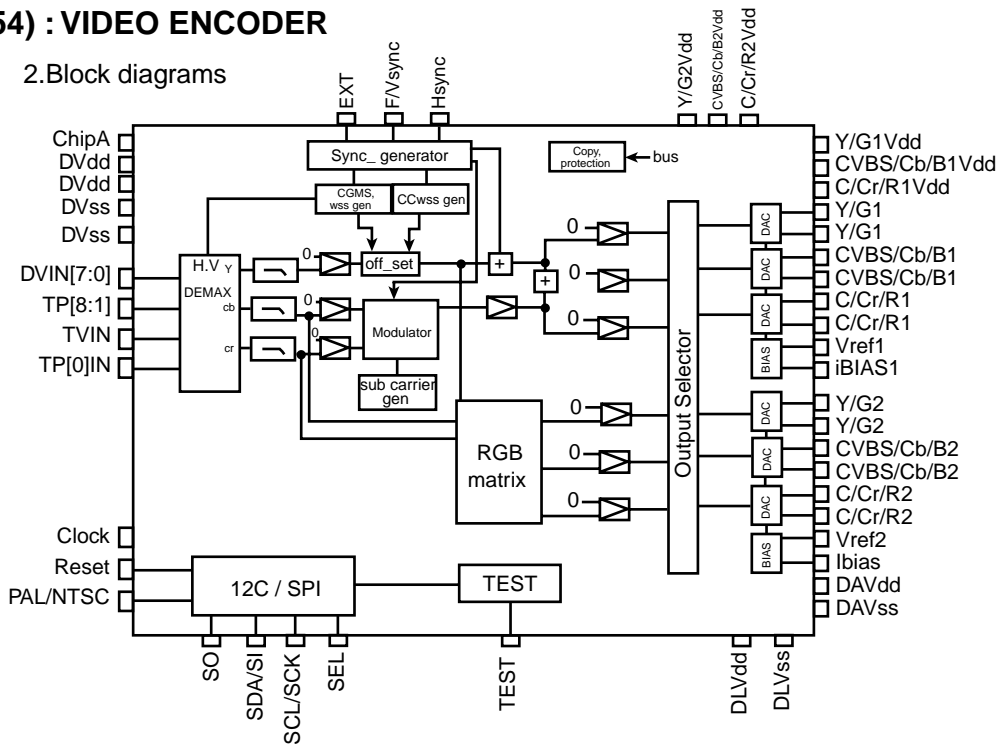 54) : VIDEO ENCODER
2.Block diagrams
EXT
F/Vsync
Hsync
Y/G2Vdd
CVBS/Cb/B2Vdd
C/Cr/R2Vdd
ChipA
DVdd
DVdd
DVss
DVss
DVIN[7:0]
TP[8:1]
TVIN
TP[0]IN
Clock
Reset
PAL/NTSC
Sync_ generator
CGMS,
wss gen
CCwss gen
Copy,
protection
bus
H.V
Y
DEMAX
cb
cr
0
off_set
+
0
0
Modulator
sub carrier
gen
+
0
0
0
RGB
matrix
0
0
0
Output Selector
DAC
DAC
DAC
BIAS
DAC
DAC
DAC
BIAS
Y/G1Vdd
CVBS/Cb/B1Vdd
C/Cr/R1Vdd
Y/G1
Y/G1
CVBS/Cb/B1
CVBS/Cb/B1
C/Cr/R1
C/Cr/R1
Vref1
iBIAS1
Y/G2
Y/G2
CVBS/Cb/B2
CVBS/Cb/B2
C/Cr/R2
C/Cr/R2
Vref2
Ibias
DAVdd
DAVss
12C / SPI
TEST
SO
SDA/SI
SCL/SCK
SEL
TEST
DLVdd
DLVss